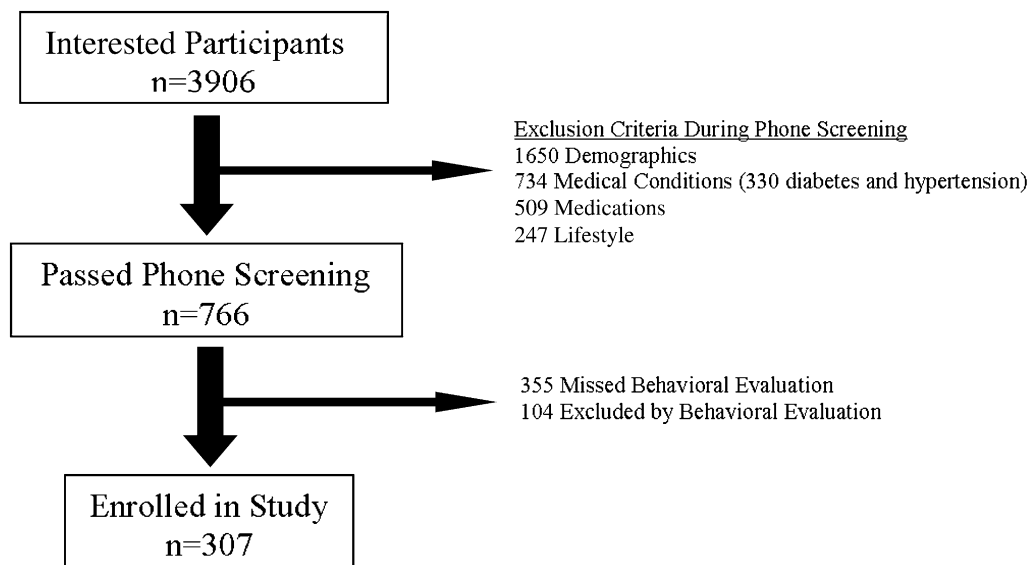 Interested Participants
n=3906
Exclusion Criteria During Phone Screening
1650 Demographics
734 Medical Conditions (330 diabetes and hypertension)
509 Medications
247 Lifestyle
Passed Phone Screening
n=766
355 Missed Behavioral Evaluation
104 Excluded by Behavioral Evaluation
Enrolled in Study
n=307